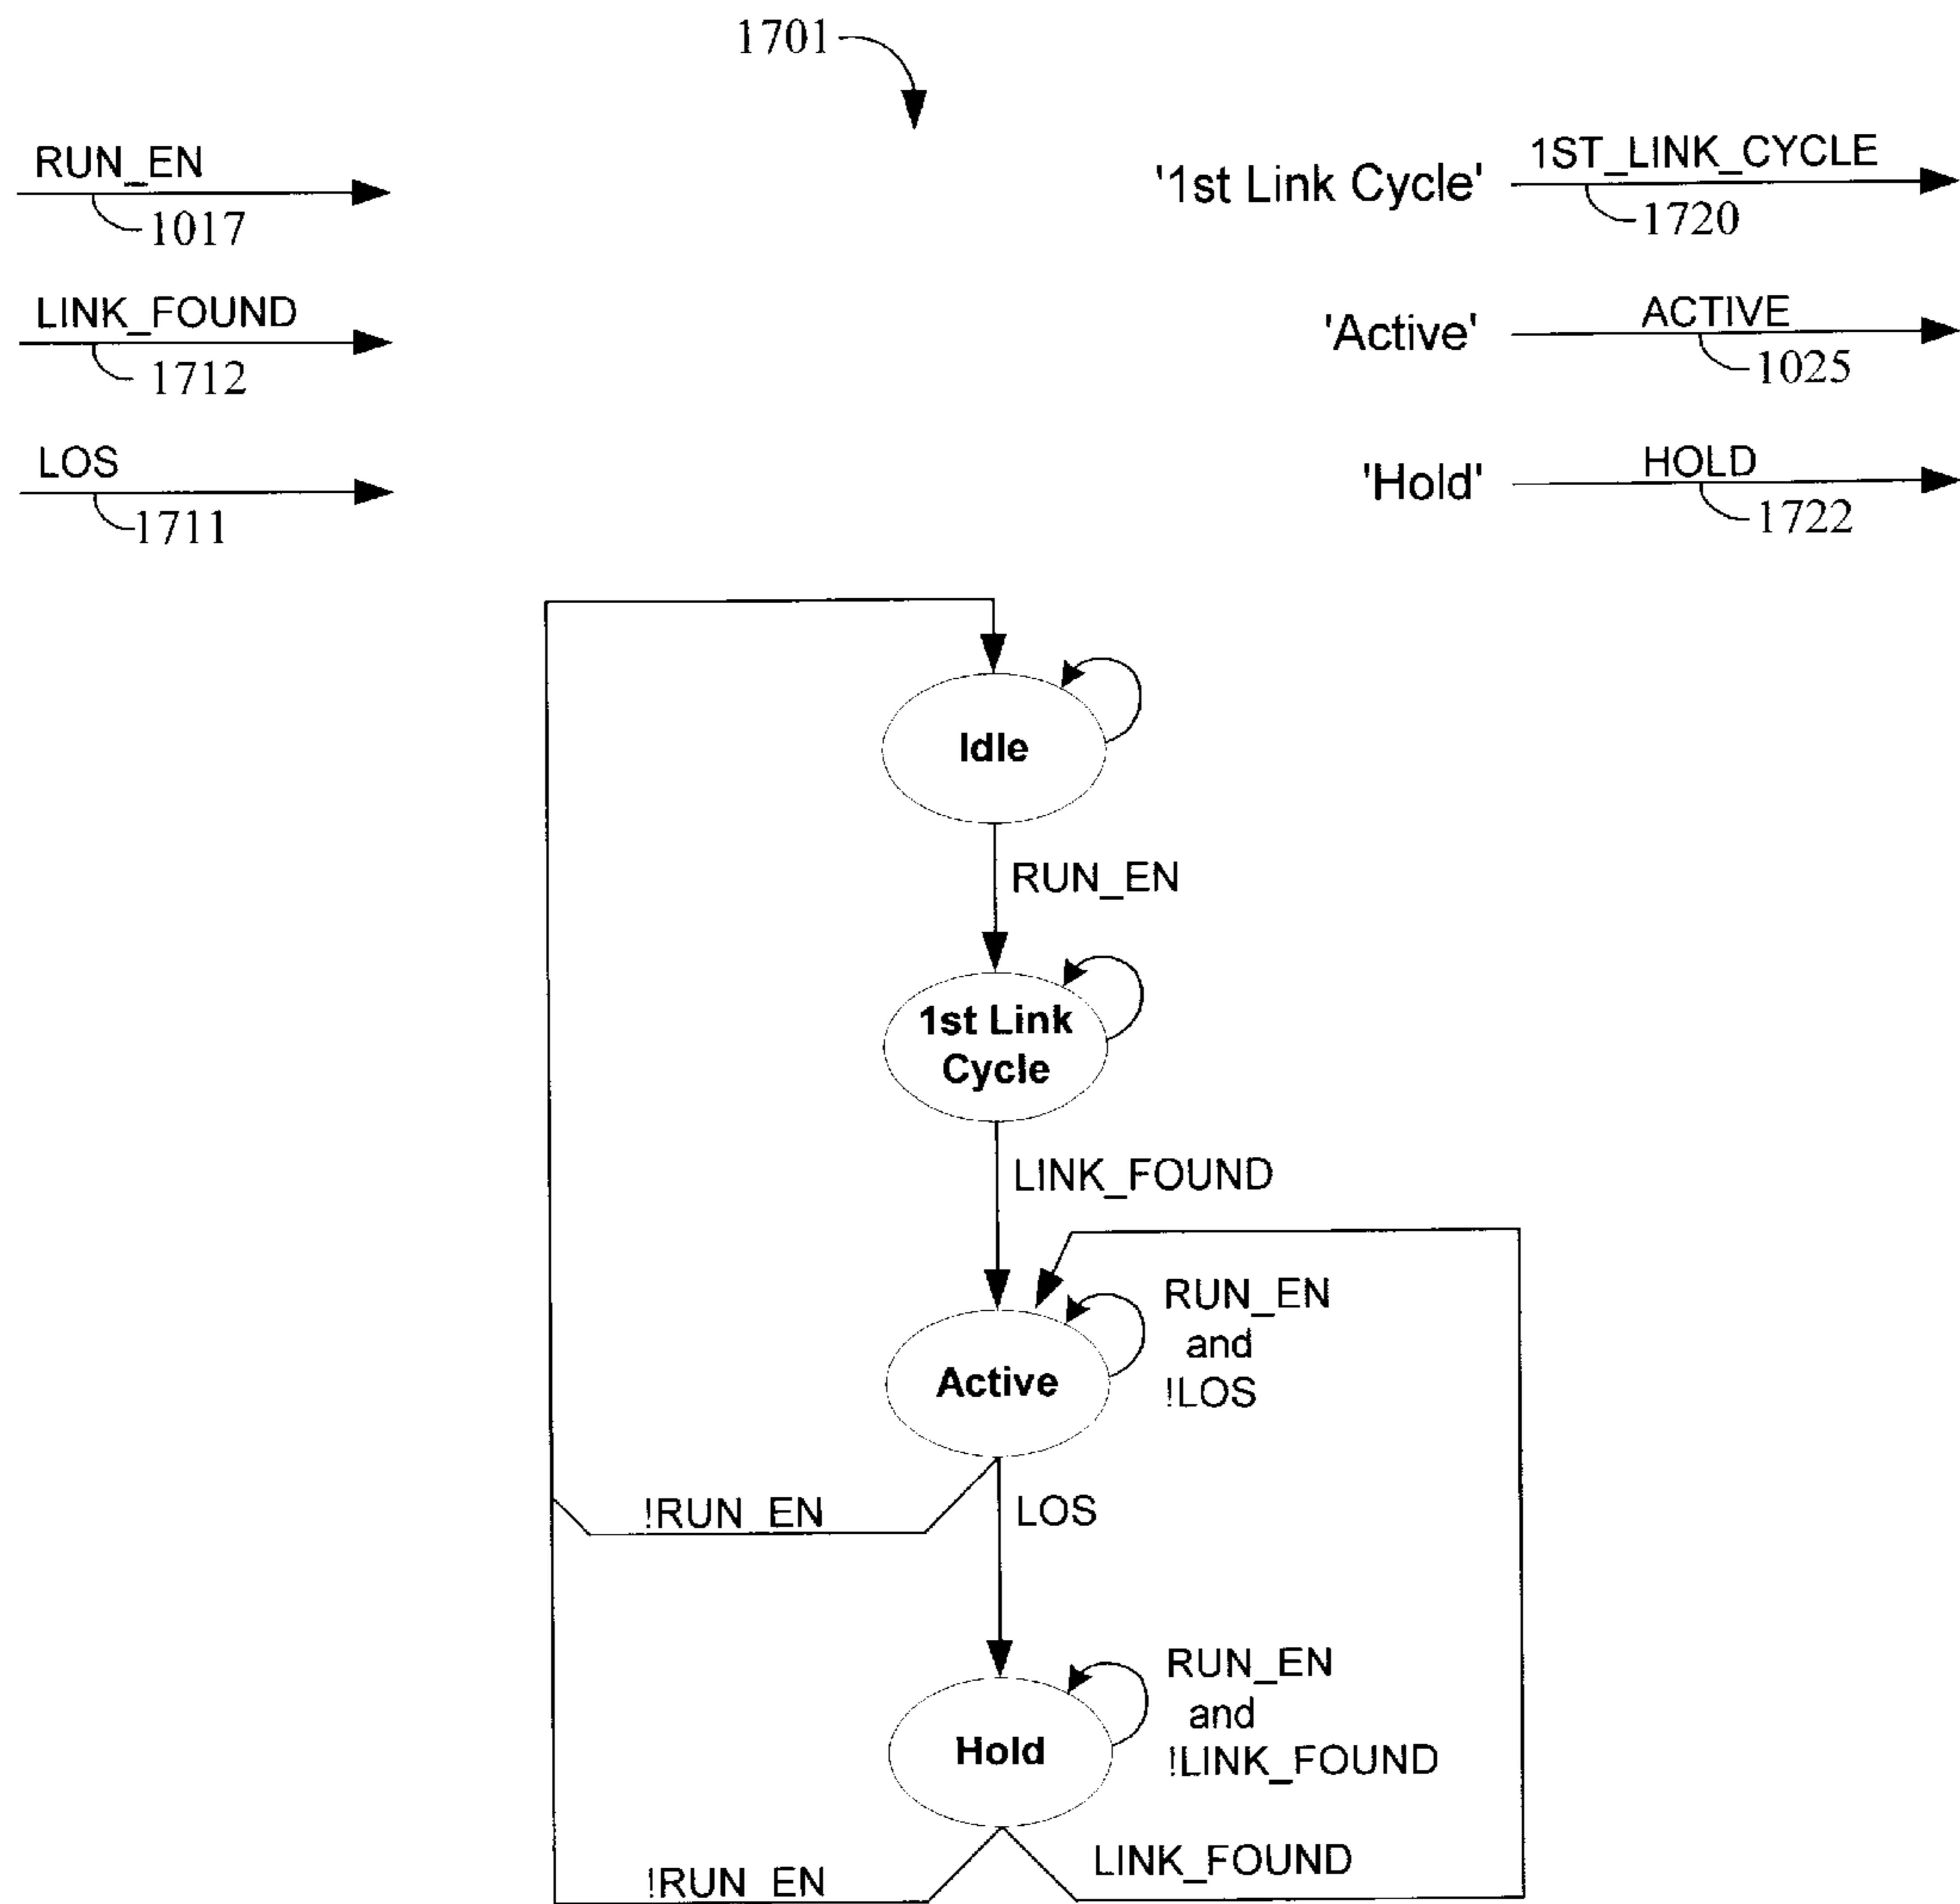 1701
RUN_EN
1017
LINK_FOUND
1712
LOS
1711
'1st Link Cycle'
1ST_LINK_CYCLE
1720
'Active'
ACTIVE
1025
'Hold'
HOLD
1722
Idle
RUN_EN
1st Link
Cycle
LINK_FOUND
Active
RUN_EN
and
!LOS
!RUN_EN
LOS
Hold
RUN_EN
and
!LINK_FOUND
!RUN_EN
LINK_FOUND